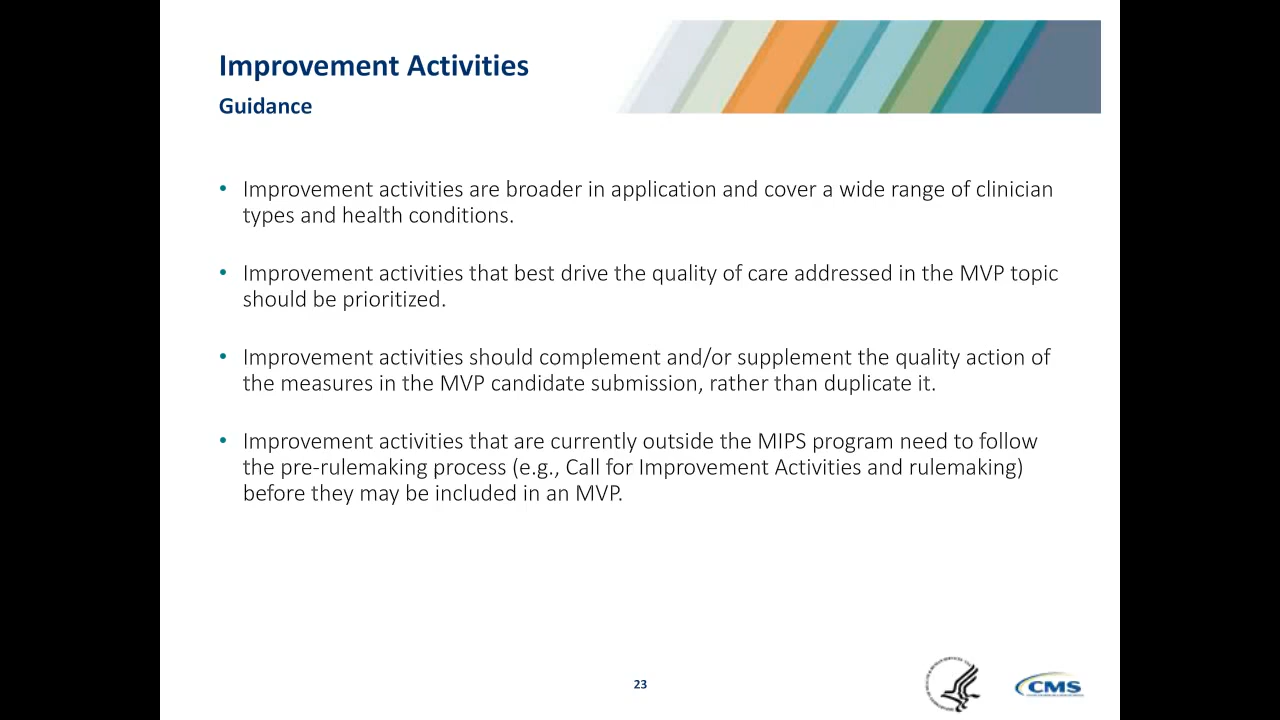 Improvement Activities
Guidance
• Improvement activities are broader in application and cover a wide range of clinician
types and health conditions.
• Improvement activities that best drive the quality of care addressed in the MVP topic
should be prioritized.
• Improvement activities should complement and/or supplement the quality action of
the measures in the MVP candidate submission, rather than duplicate it.
• Improvement activities that are currently outside the MIPS program need to follow
the pre-rulemaking process (e.g., Call for Improvement Activities and rulemaking)
before they may be included in an MVP.
23
CMS